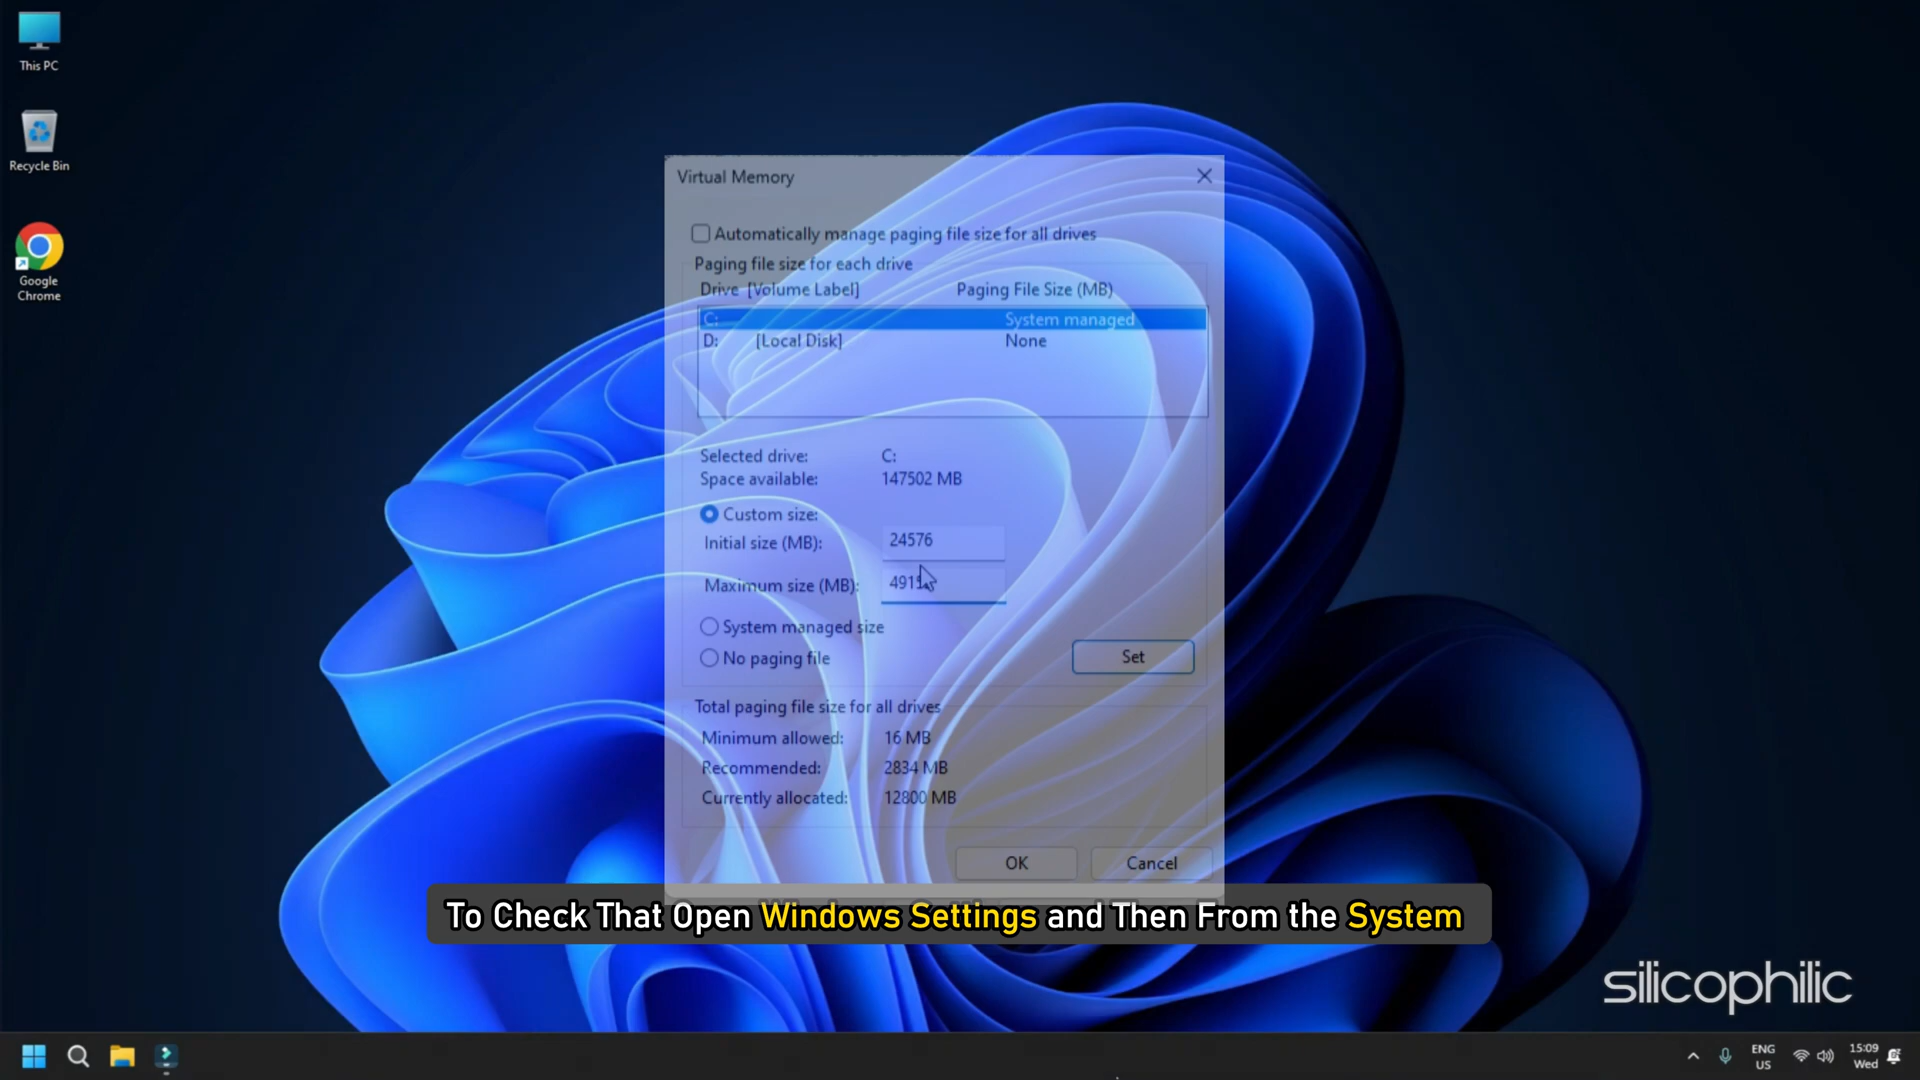 This PC
Recycle Bin
Google
Chrome
Virtual Memory
Automatically manage paging file size for all drives
Paging file size for each drive
Drive [Volume Label] Paging File Size (MB)
C: System managed
D: [Local Disk] None
Selected drive: C:
Space available: 147502 MB
Custom size:
Initial size (MB): 24576
Maximum size (MB):
System managed size
No paging file
Set
Total paging file size for all drives
Minimum allowed: 16 MB
Recommended: 2834 MB
Currently allocated: 12800 MB
OK Cancel
To Check That Open Windows Settings and Then From the System
silicophilic
ENG
US
15:09
Wed